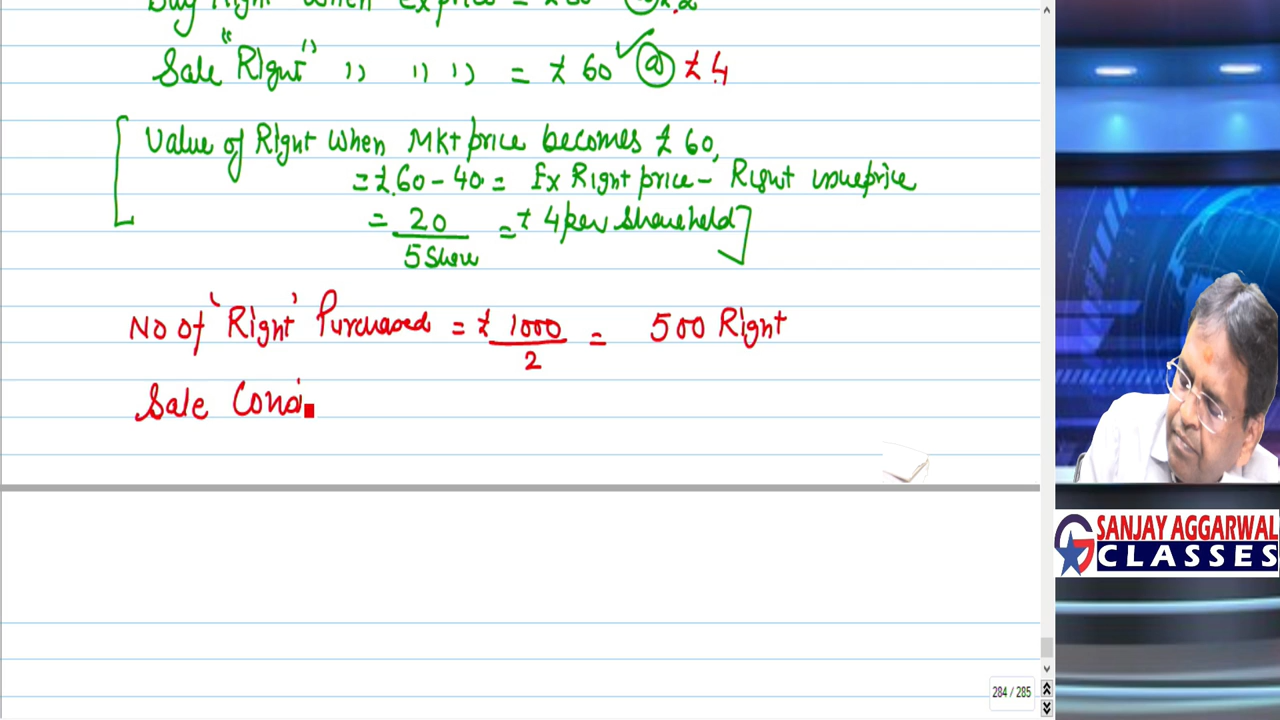 Sale "Right" ,, ,, ,, = ₹ 60 @ ₹ 4
Value of Right when Mkt price becomes ₹ 60,
= ₹.60 - 40 = Ex Right price - Right issue price
= 20 / 5 Share = ₹ 4 per share held
No of 'Right' Purchased = ₹ 1000 / 2 = 500 Right
Sale Consi
284 / 285
SANJAY AGGARWAL
CLASSES